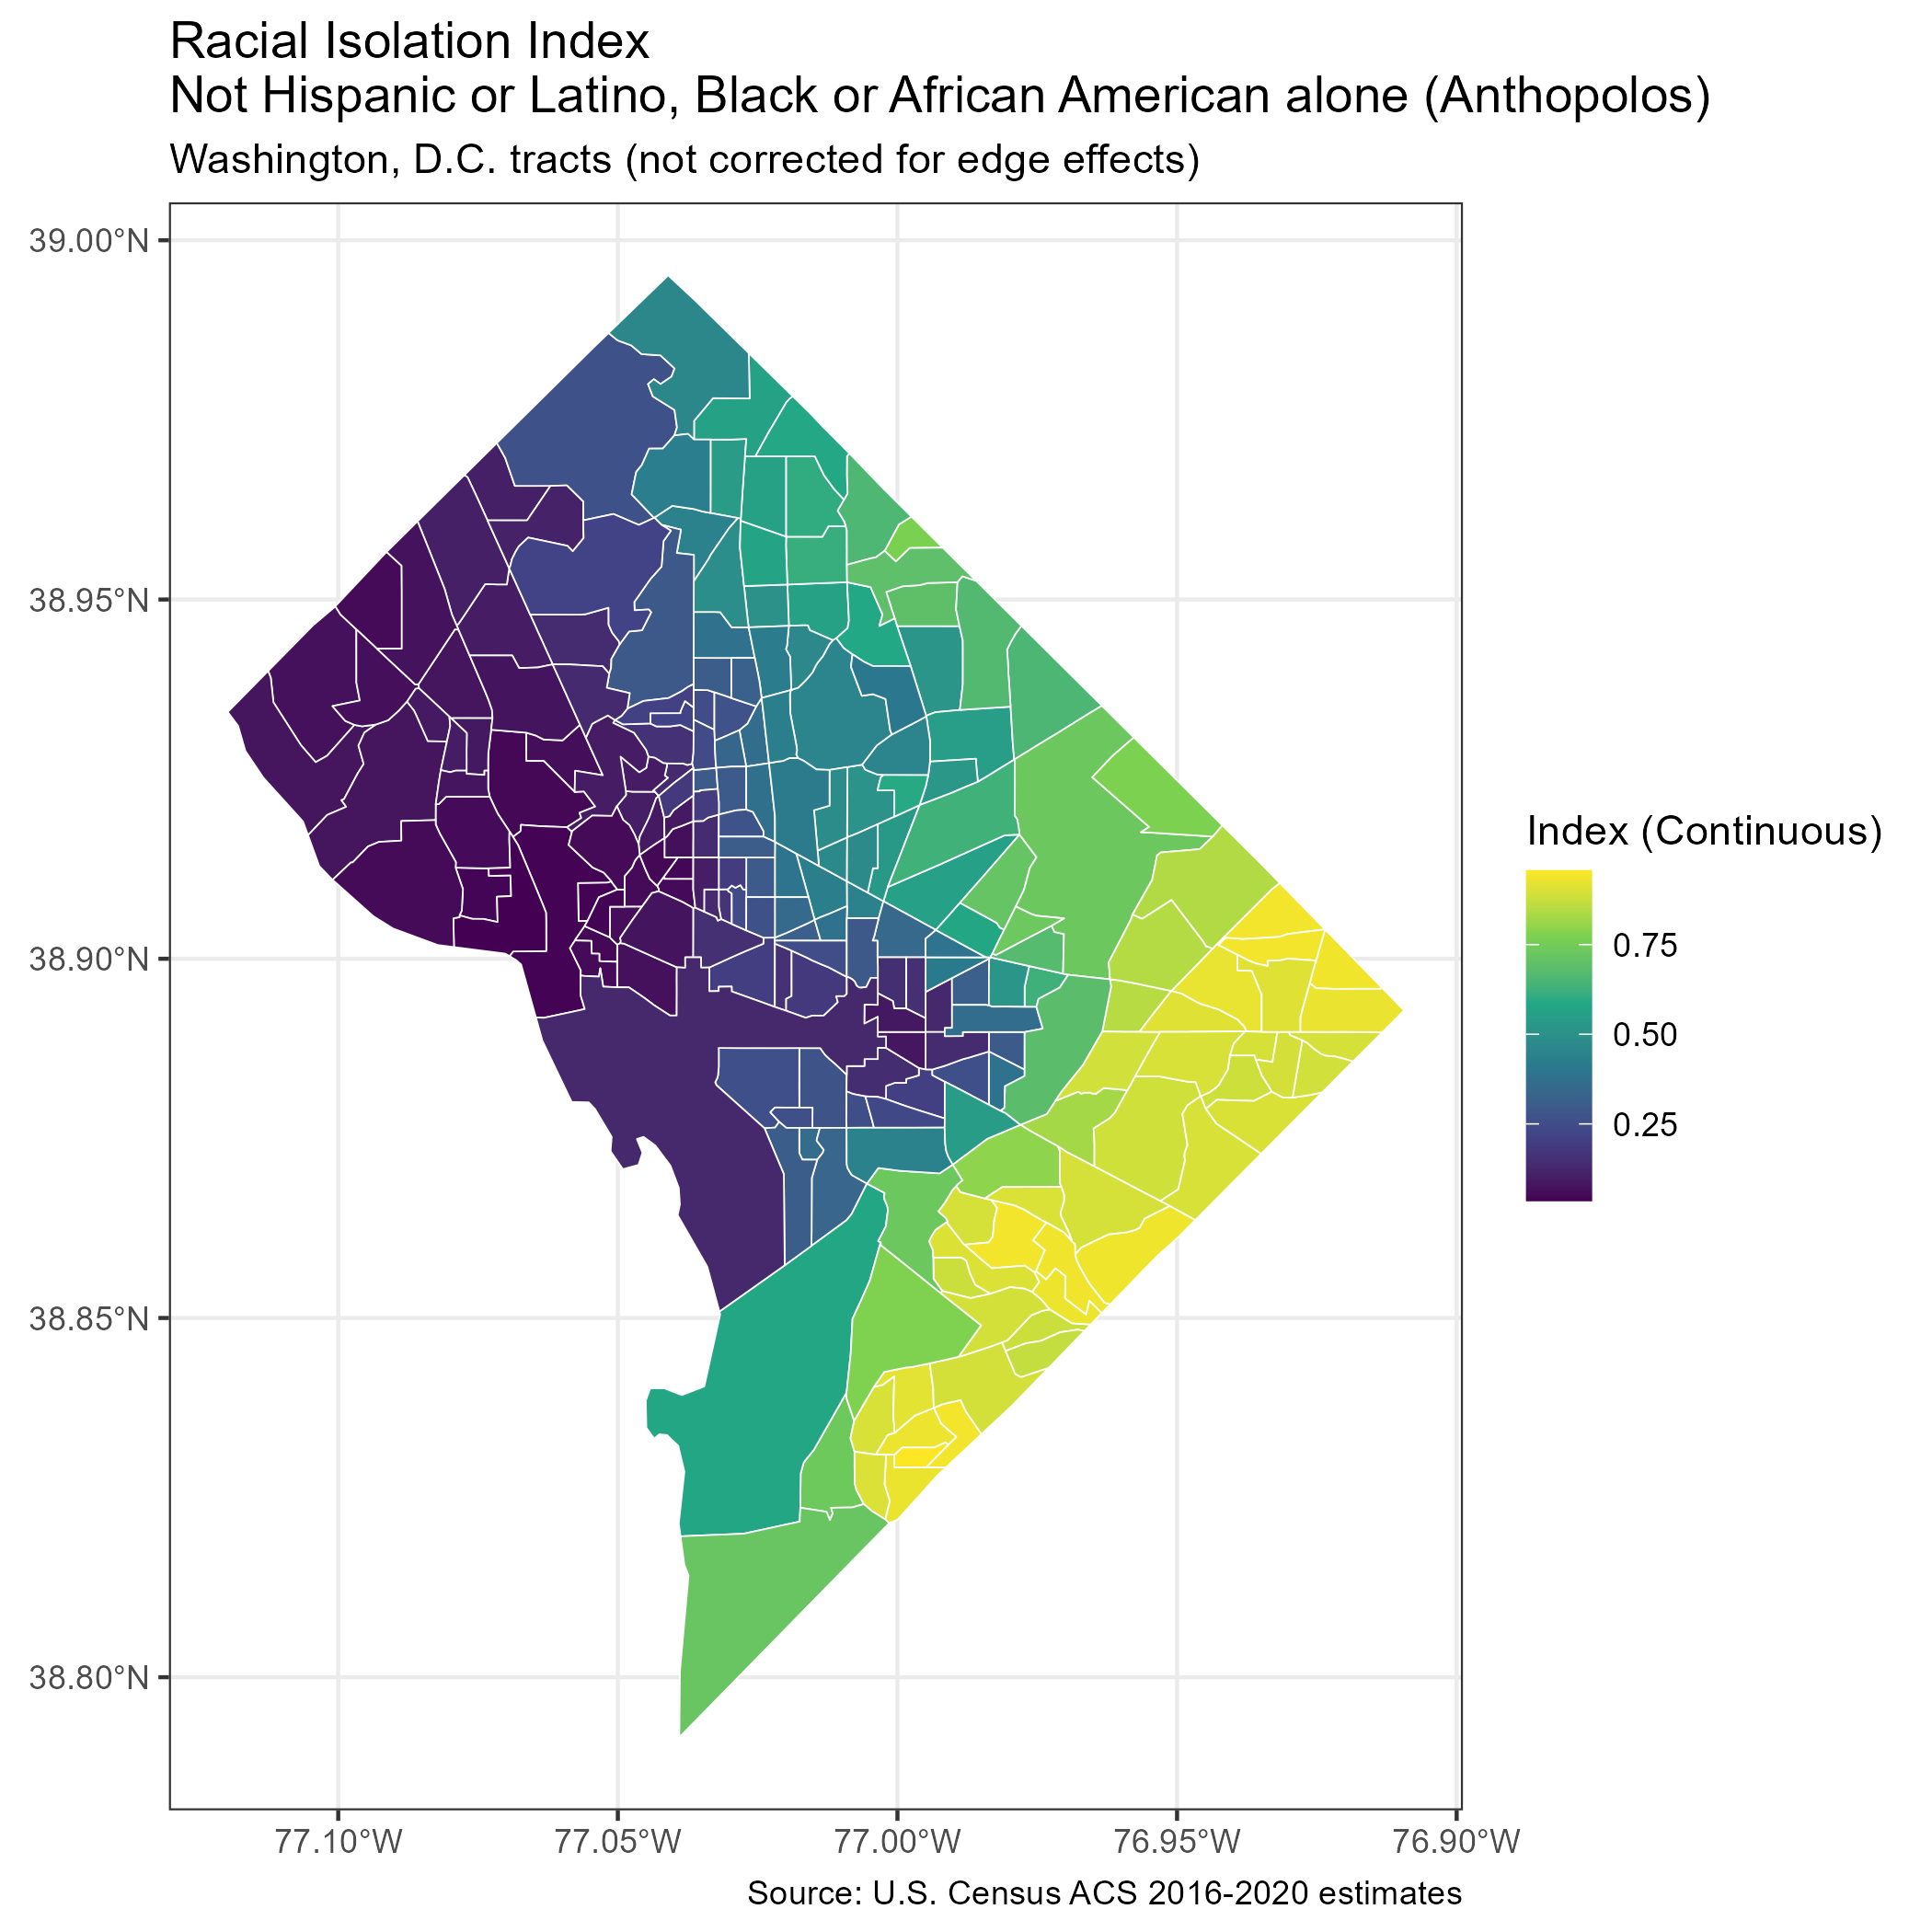 Racial Isolation Index
Not Hispanic or Latino, Black or African American alone (Anthopolos)
Washington, D.C. tracts (not corrected for edge effects)
39.00°N
38.95°N
38.90°N
38.85°N
38.80°N
77.10°W
77.05°W
77.00°W
76.95°W
76.90°W
Index (Continuous)
0.75
0.50
0.25
Source: U.S. Census ACS 2016-2020 estimates